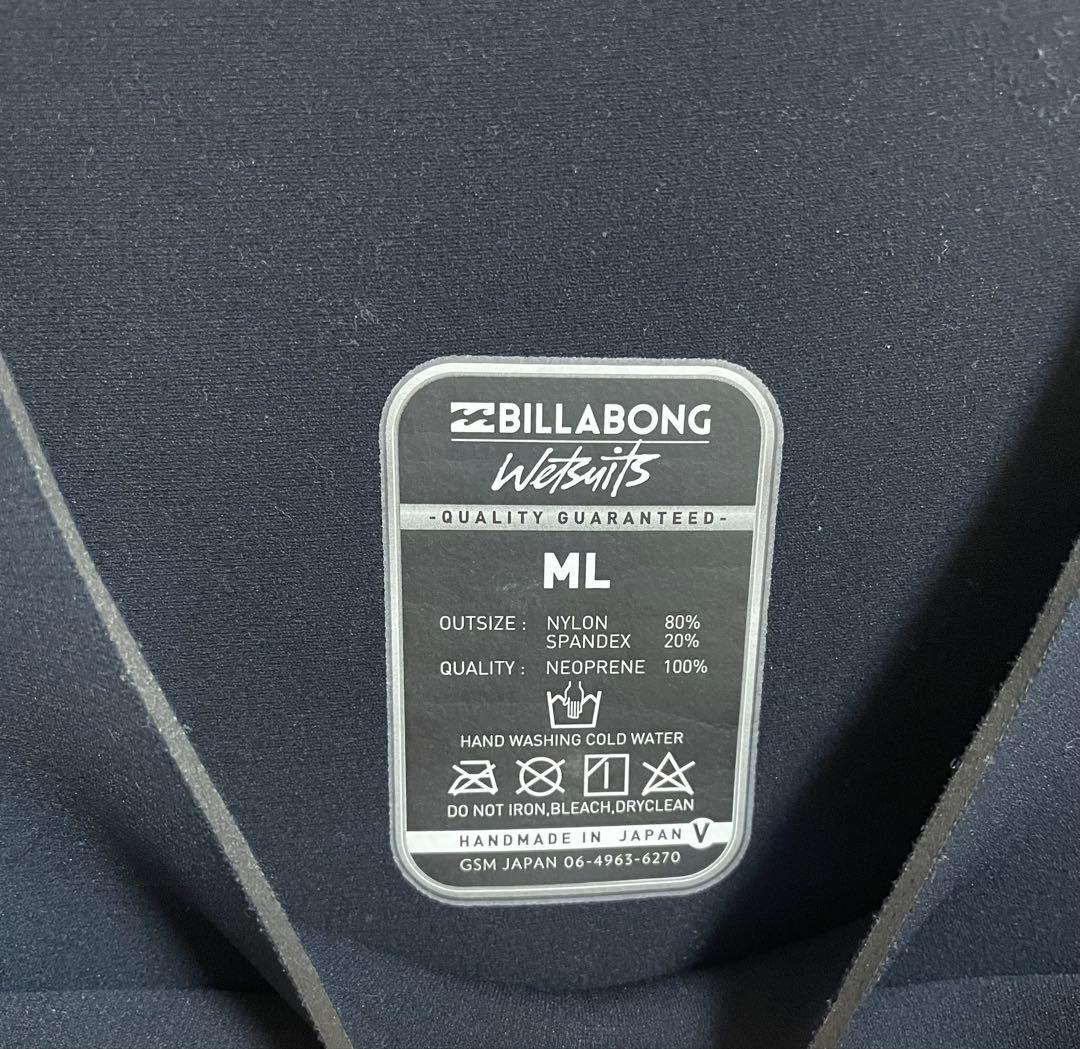 BILLABONG
Wetsuits
-QUALITY GUARANTEED-
ML
OUTSIZE : NYLON 80%
SPANDEX 20%
QUALITY : NEOPRENE 100%
HAND WASHING COLD WATER
DO NOT IRON,BLEACH,DRYCLEAN
HANDMADE IN JAPAN V
GSM JAPAN 06-4963-6270